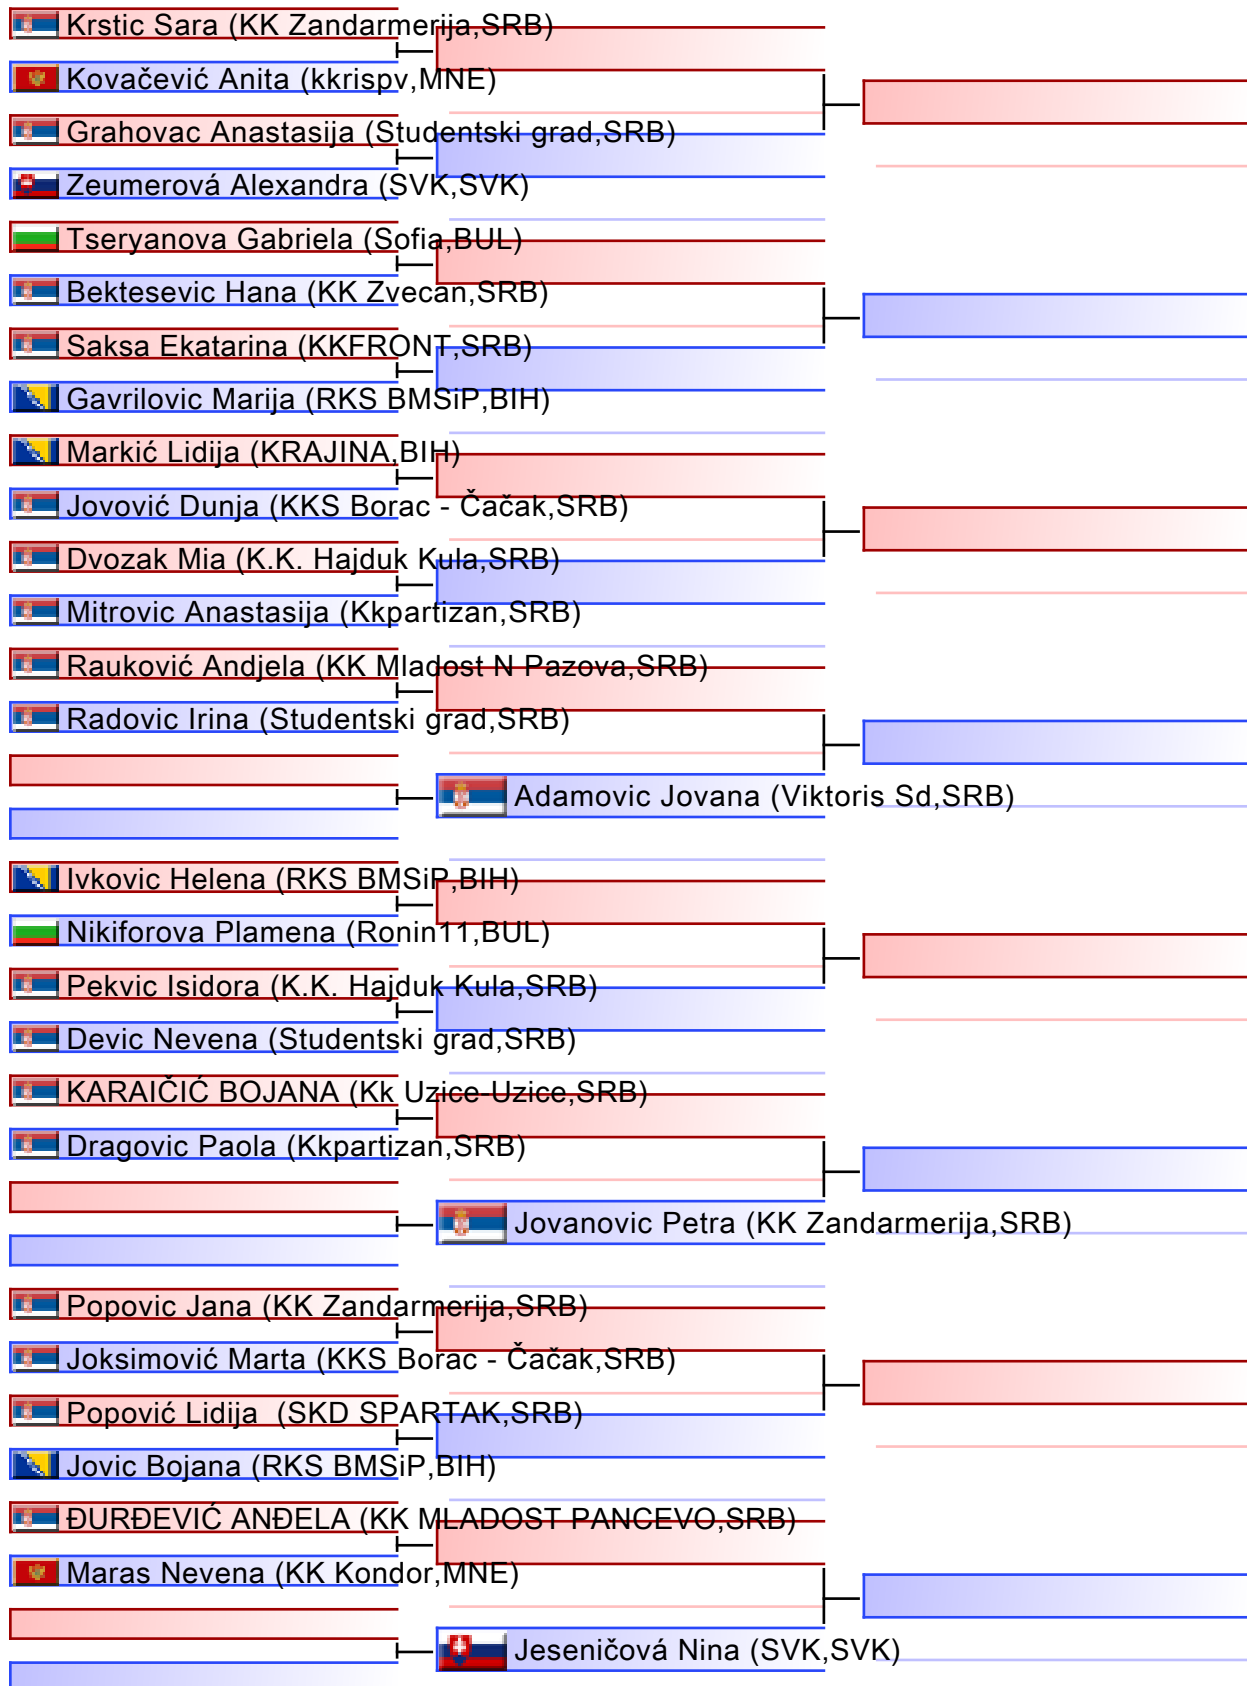 Krstic Sara (KK Zandarmerija,SRB)
Kovačević Anita (kkrispv,MNE)
Grahovac Anastasija (Studentski grad,SRB)
Zeumerová Alexandra (SVK,SVK)
Tseryanova Gabriela (Sofia,BUL)
Bektesevic Hana (KK Zvecan,SRB)
Saksa Ekatarina (KKFRONT,SRB)
Gavrilovic Marija (RKS BMSiP,BIH)
Markić Lidija (KRAJINA,BIH)
Jovović Dunja (KKS Borac - Čačak,SRB)
Dvozak Mia (K.K. Hajduk Kula,SRB)
Mitrovic Anastasija (Kkpartizan,SRB)
Rauković Andjela (KK Mladost N Pazova,SRB)
Radovic Irina (Studentski grad,SRB)
Adamovic Jovana (Viktoris Sd,SRB)
Ivkovic Helena (RKS BMSiP,BIH)
Nikiforova Plamena (Ronin11,BUL)
Pekvic Isidora (K.K. Hajduk Kula,SRB)
Devic Nevena (Studentski grad,SRB)
KARAIČIĆ BOJANA (Kk Uzice-Uzice,SRB)
Dragovic Paola (Kkpartizan,SRB)
Jovanovic Petra (KK Zandarmerija,SRB)
Popovic Jana (KK Zandarmerija,SRB)
Joksimović Marta (KKS Borac - Čačak,SRB)
Popović Lidija (SKD SPARTAK,SRB)
Jovic Bojana (RKS BMSiP,BIH)
ĐURĐEVIĆ ANĐELA (KK MLADOST PANCEVO,SRB)
Maras Nevena (KK Kondor,MNE)
Jeseničová Nina (SVK,SVK)